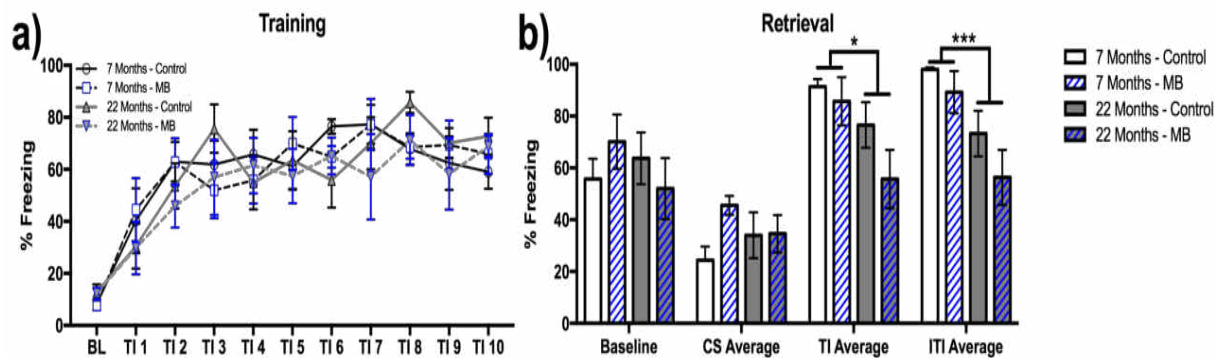 a)
Training
% Freezing
100
80
60
40
20
0
7 Months - Control
7 Months - MB
22 Months - Control
22 Months - MB
BL TI 1 TI 2 TI 3 TI 4 TI 5 TI 6 TI 7 TI 8 TI 9 TI 10
b)
Retrieval
% Freezing
100
80
60
40
20
0
*
***
Baseline CS Average TI Average ITI Average
7 Months - Control
7 Months - MB
22 Months - Control
22 Months - MB